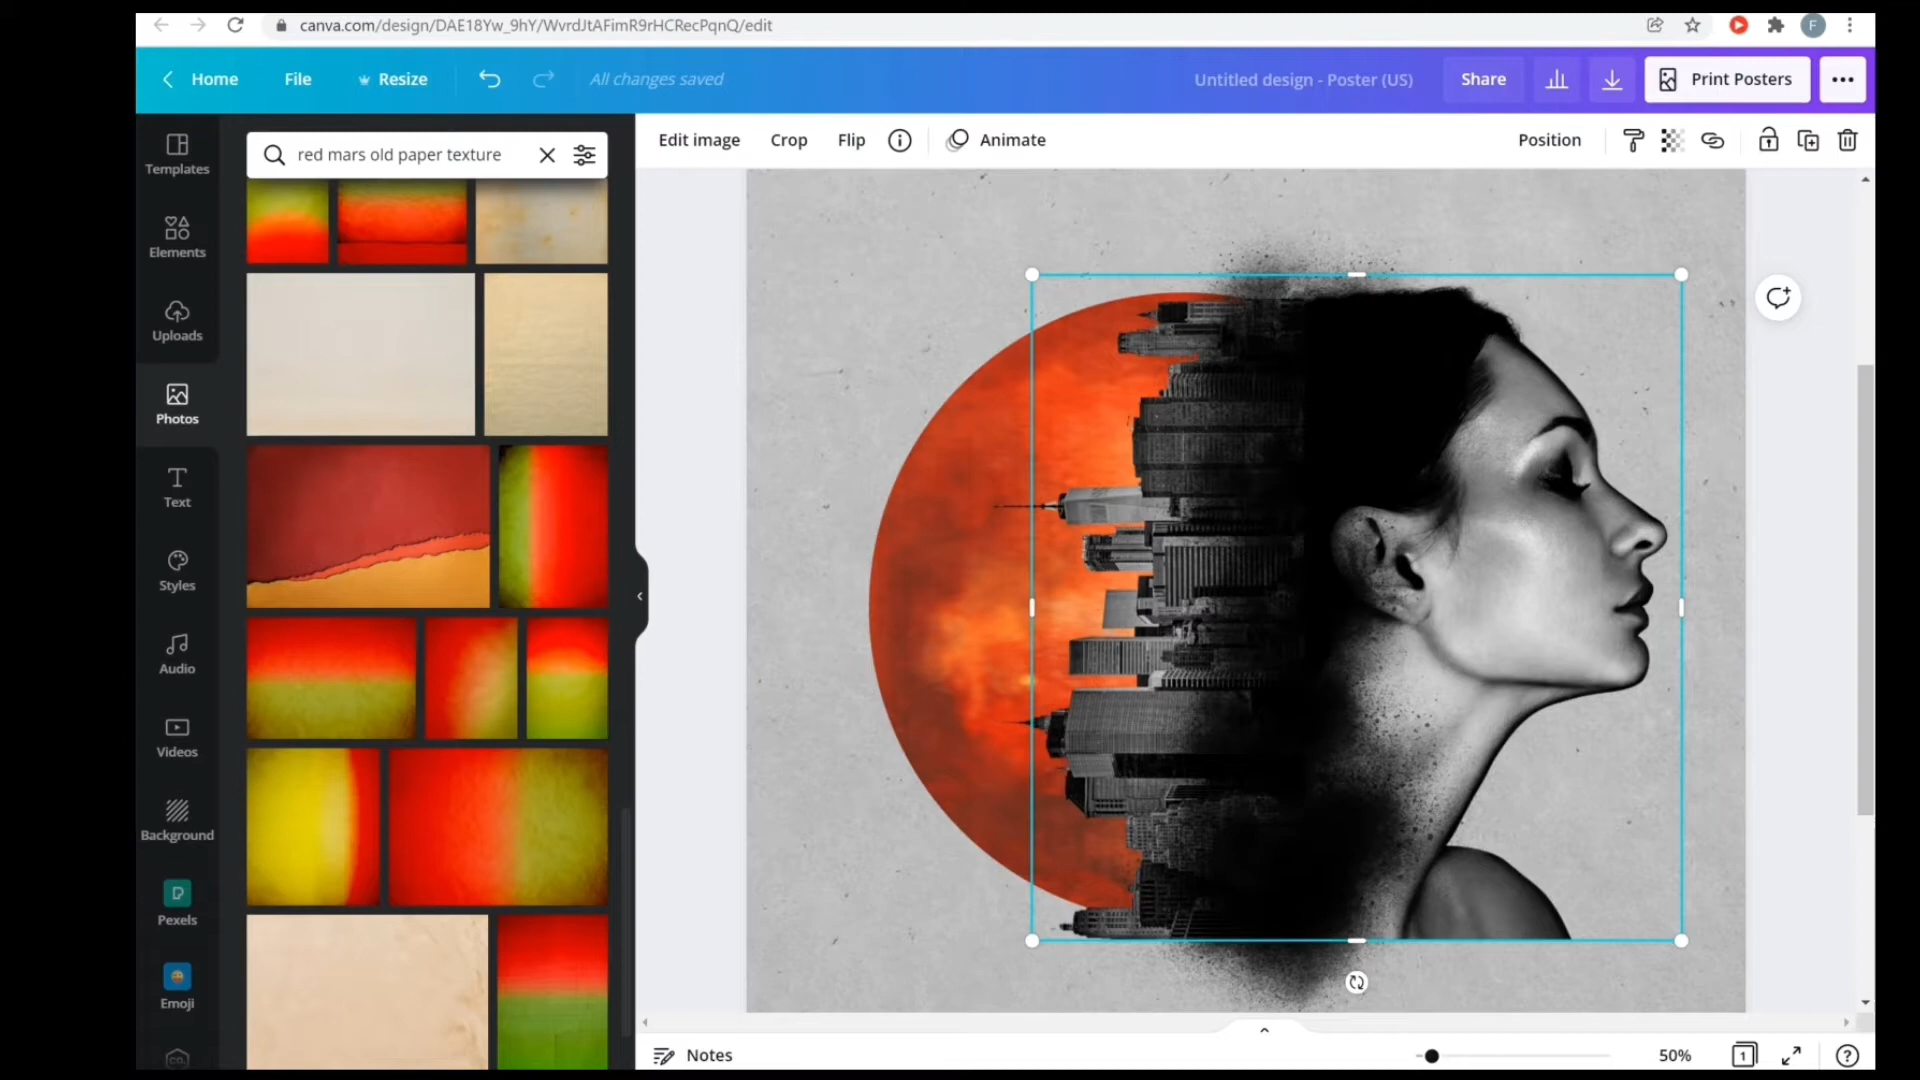 canva.com/design/DAE18Yw_9hY/WvrdJtAFimR9rHCRecPqnQ/edit
F
Home
File
Resize
All changes saved
Untitled design - Poster (US)
Share
Print Posters
red mars old paper texture
Edit image
Crop
Flip
Animate
Position
Templates
Elements
Uploads
Photos
Text
Styles
Audio
Videos
Background
Pexels
Emoji
CO.
Notes
50%
1